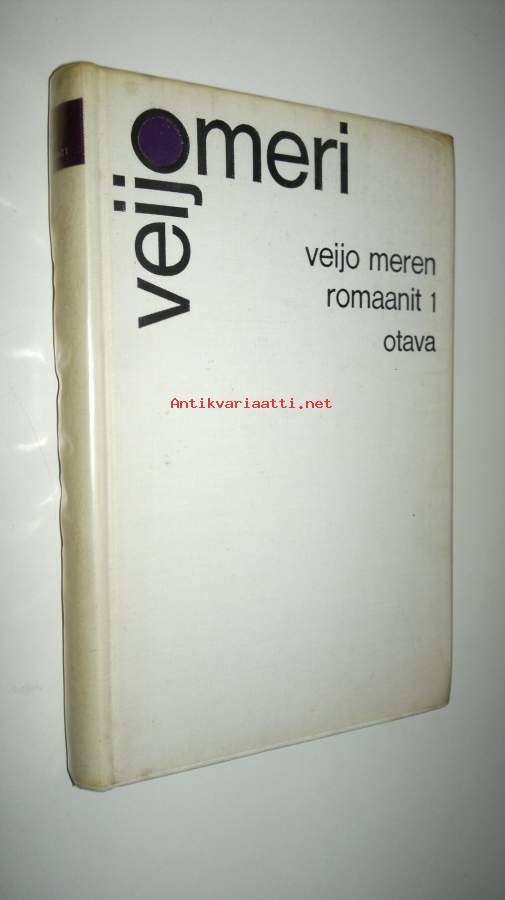 veijo
meri
veijo meren
romaanit 1
otava
Antikvariaatti.net